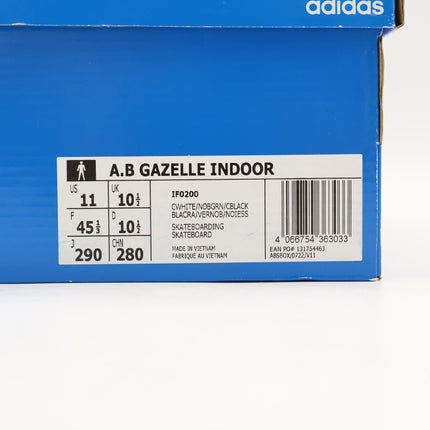 adidas
A.B GAZELLE INDOOR
US 11 UK 10½
F 45⅓ D 10½
J 290 CHN 280
IF0200
CWHITE/NOBGRN/CBLACK
BLACRA/VERNOB/NOIESS
SKATEBOARDING
SKATEBOARD
MADE IN VIETNAM
FABRIQUÉ AU VIETNAM
4 066754 363033
EAN PO# 131754463
ABSBOX/0722/V11